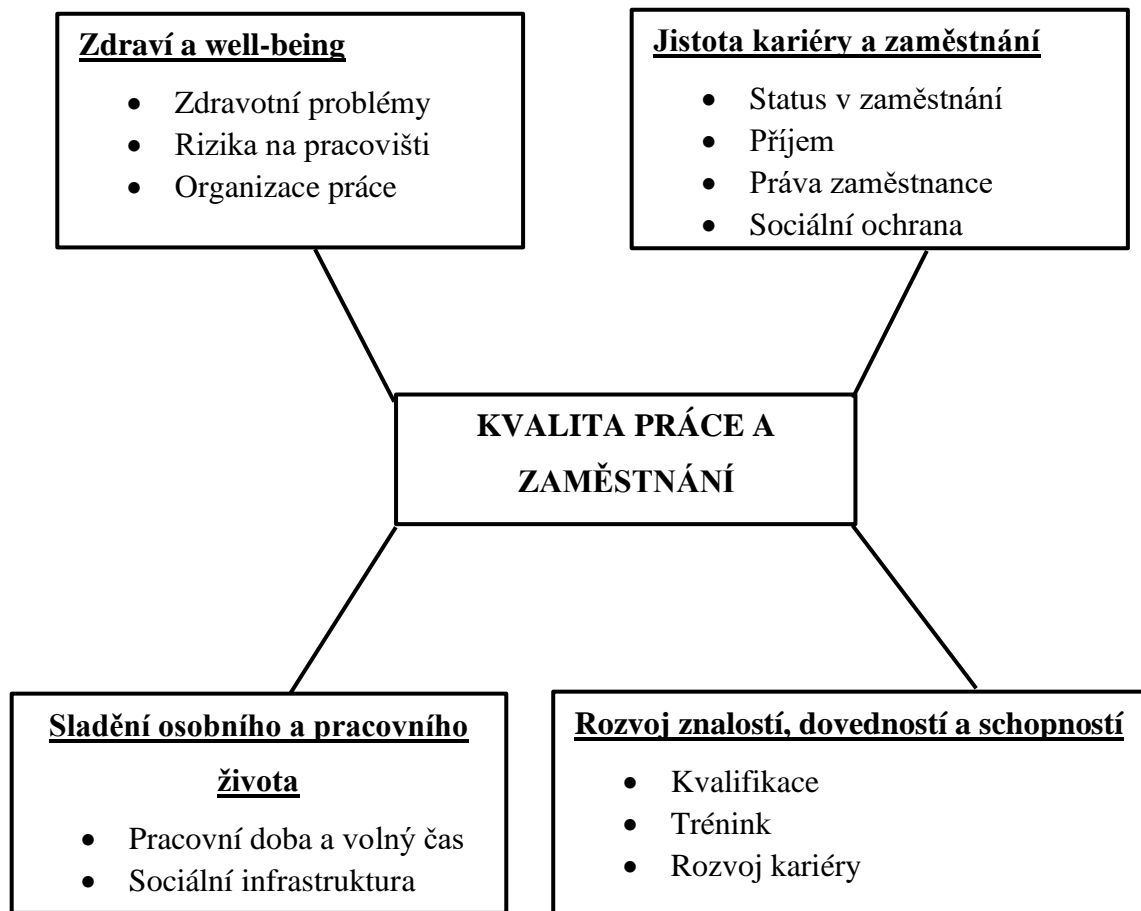 Zdraví a well-being
• Zdravotní problémy
• Rizika na pracovišti
• Organizace práce
Jistota kariéry a zaměstnání
• Status v zaměstnání
• Příjem
• Práva zaměstnance
• Sociální ochrana
KVALITA PRÁCE A
ZAMĚSTNÁNÍ
Sladění osobního a pracovního
života
• Pracovní doba a volný čas
• Sociální infrastruktura
Rozvoj znalostí, dovedností a schopností
• Kvalifikace
• Trénink
• Rozvoj kariéry